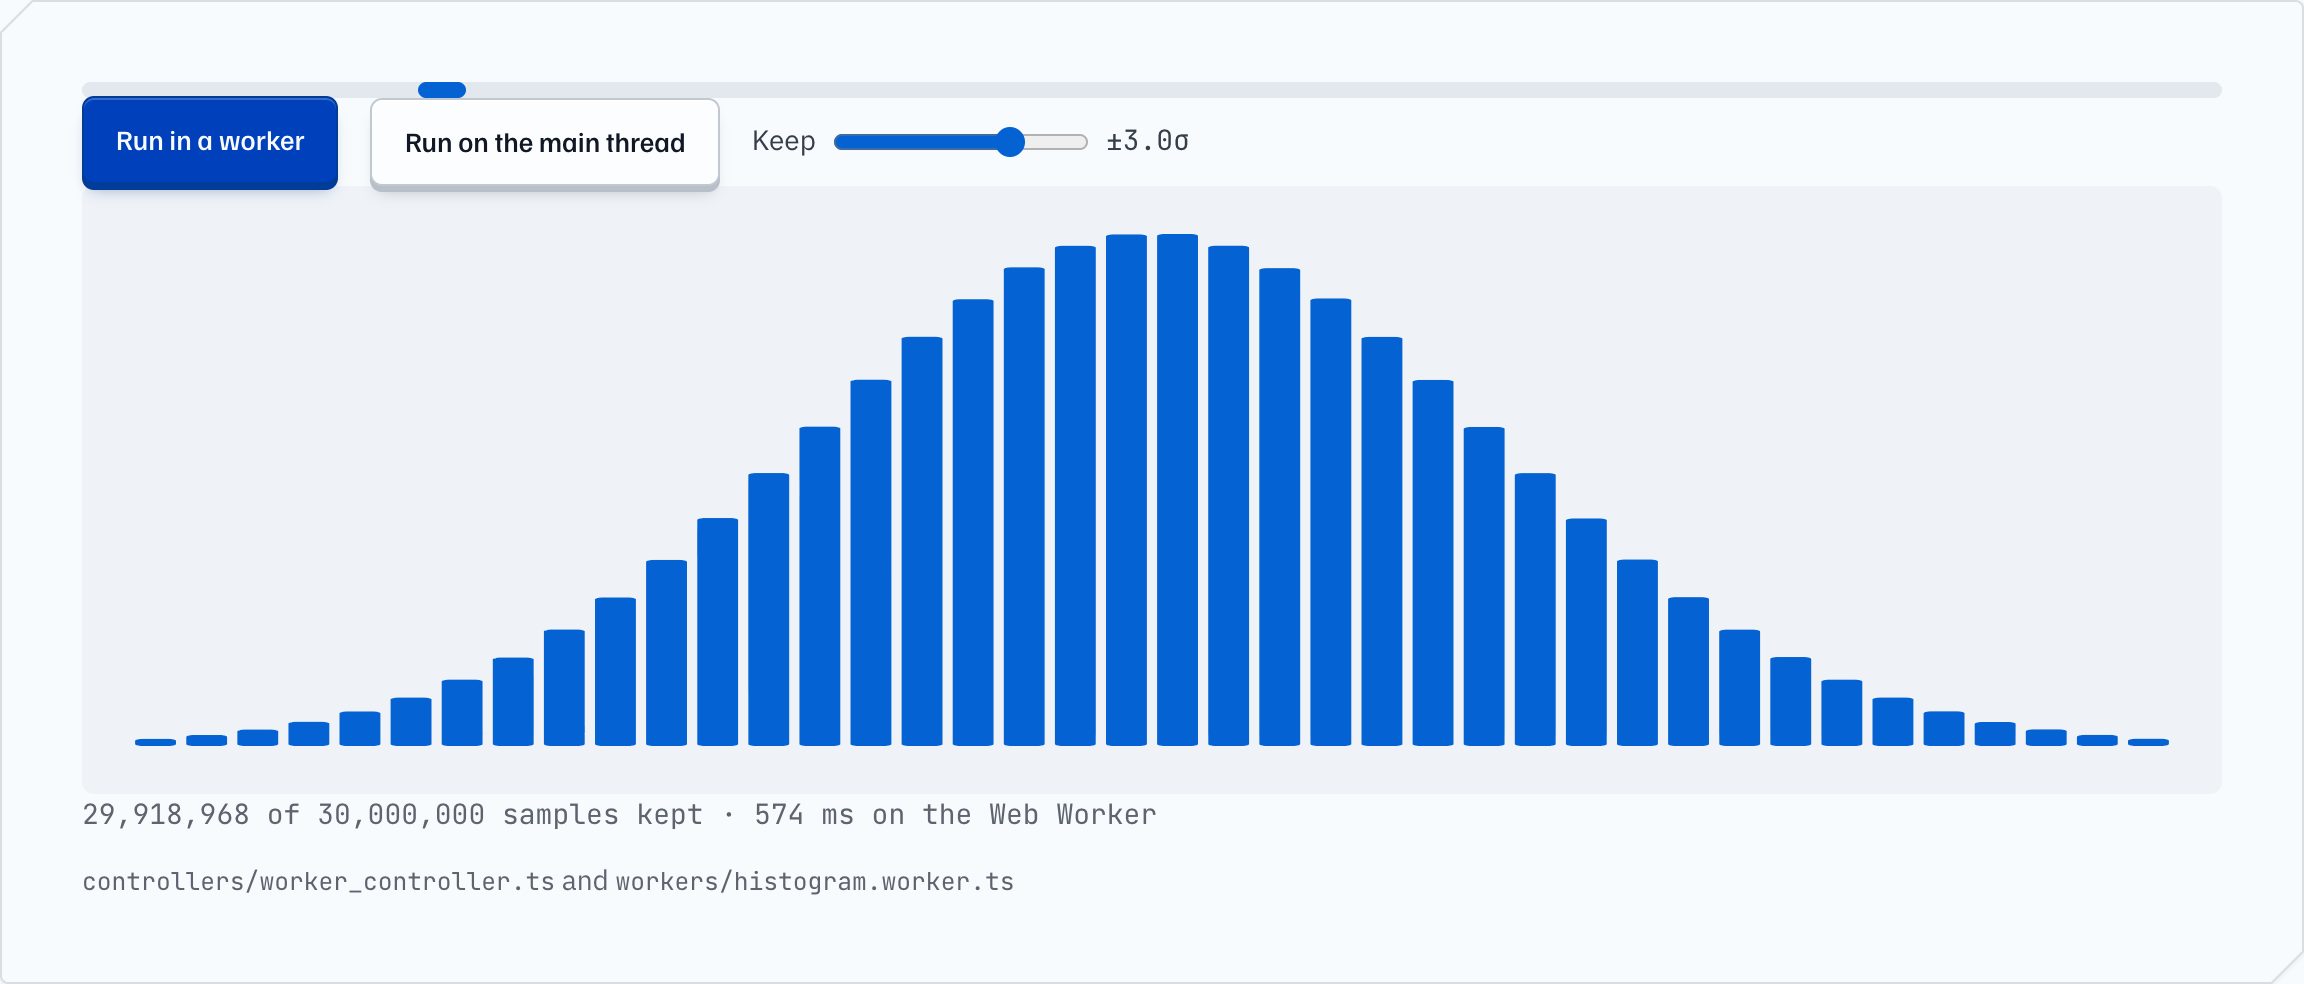 Run in a worker Run on the main thread Keep ±3.0σ
29,918,968 of 30,000,000 samples kept · 574 ms on the Web Worker
controllers/worker_controller.ts and workers/histogram.worker.ts